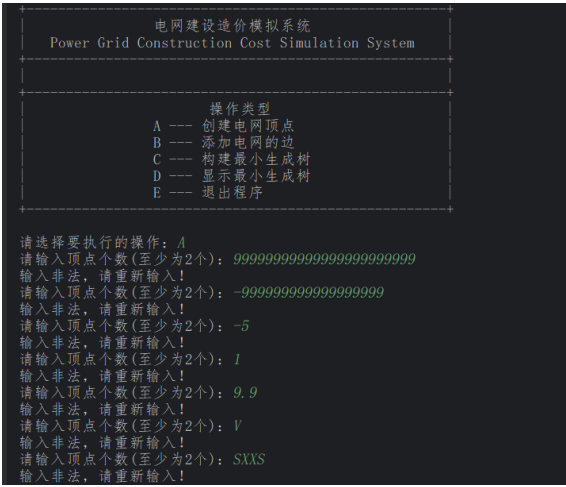 电网建设造价模拟系统
Power Grid Construction Cost Simulation System
操作类型
A --- 创建电网顶点
B --- 添加电网的边
C --- 构建最小生成树
D --- 显示最小生成树
E --- 退出程序
请选择要执行的操作：A
请输入顶点个数(至少为2个)：99999999999999999999999
输入非法，请重新输入！
请输入顶点个数(至少为2个)：-999999999999999999
输入非法，请重新输入！
请输入顶点个数(至少为2个)：-5
输入非法，请重新输入！
请输入顶点个数(至少为2个)：1
输入非法，请重新输入！
请输入顶点个数(至少为2个)：9.9
输入非法，请重新输入！
请输入顶点个数(至少为2个)：V
输入非法，请重新输入！
请输入顶点个数(至少为2个)：SXXS
输入非法，请重新输入！